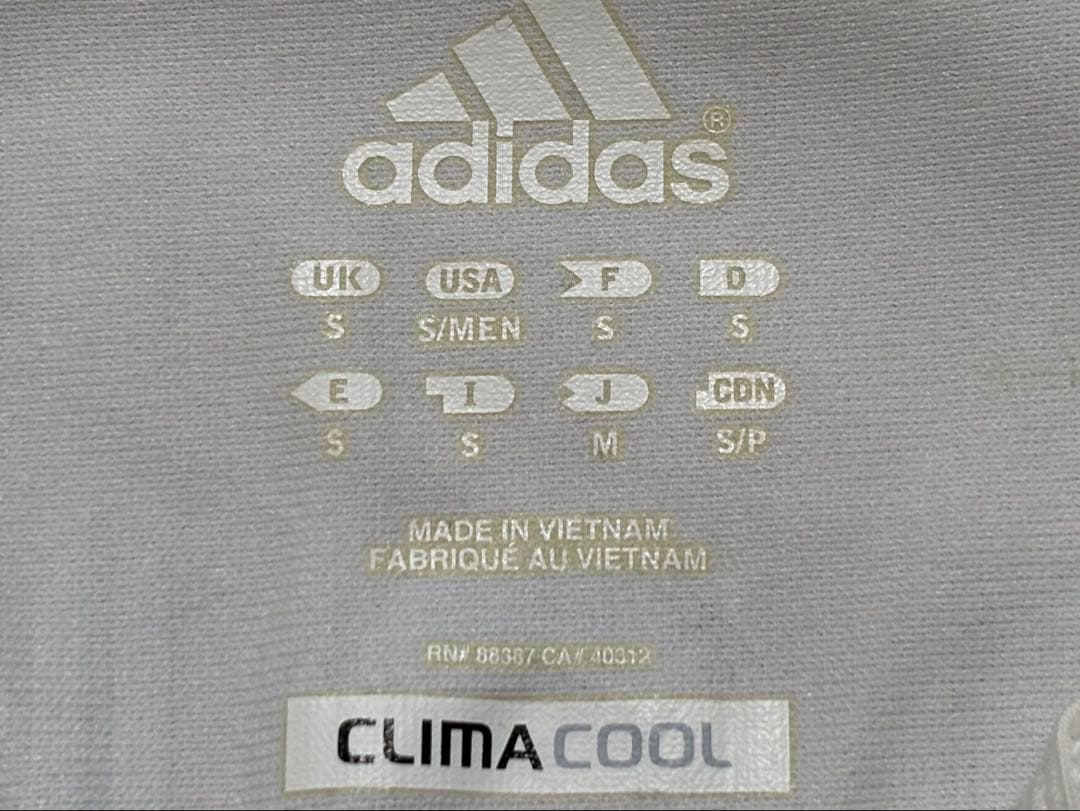 adidas®
UK USA F D
S S/MEN S S
E I J CDN
S S M S/P
MADE IN VIETNAM
FABRIQUÉ AU VIETNAM
RN# 88387 CA# 40312
CLIMACOOL